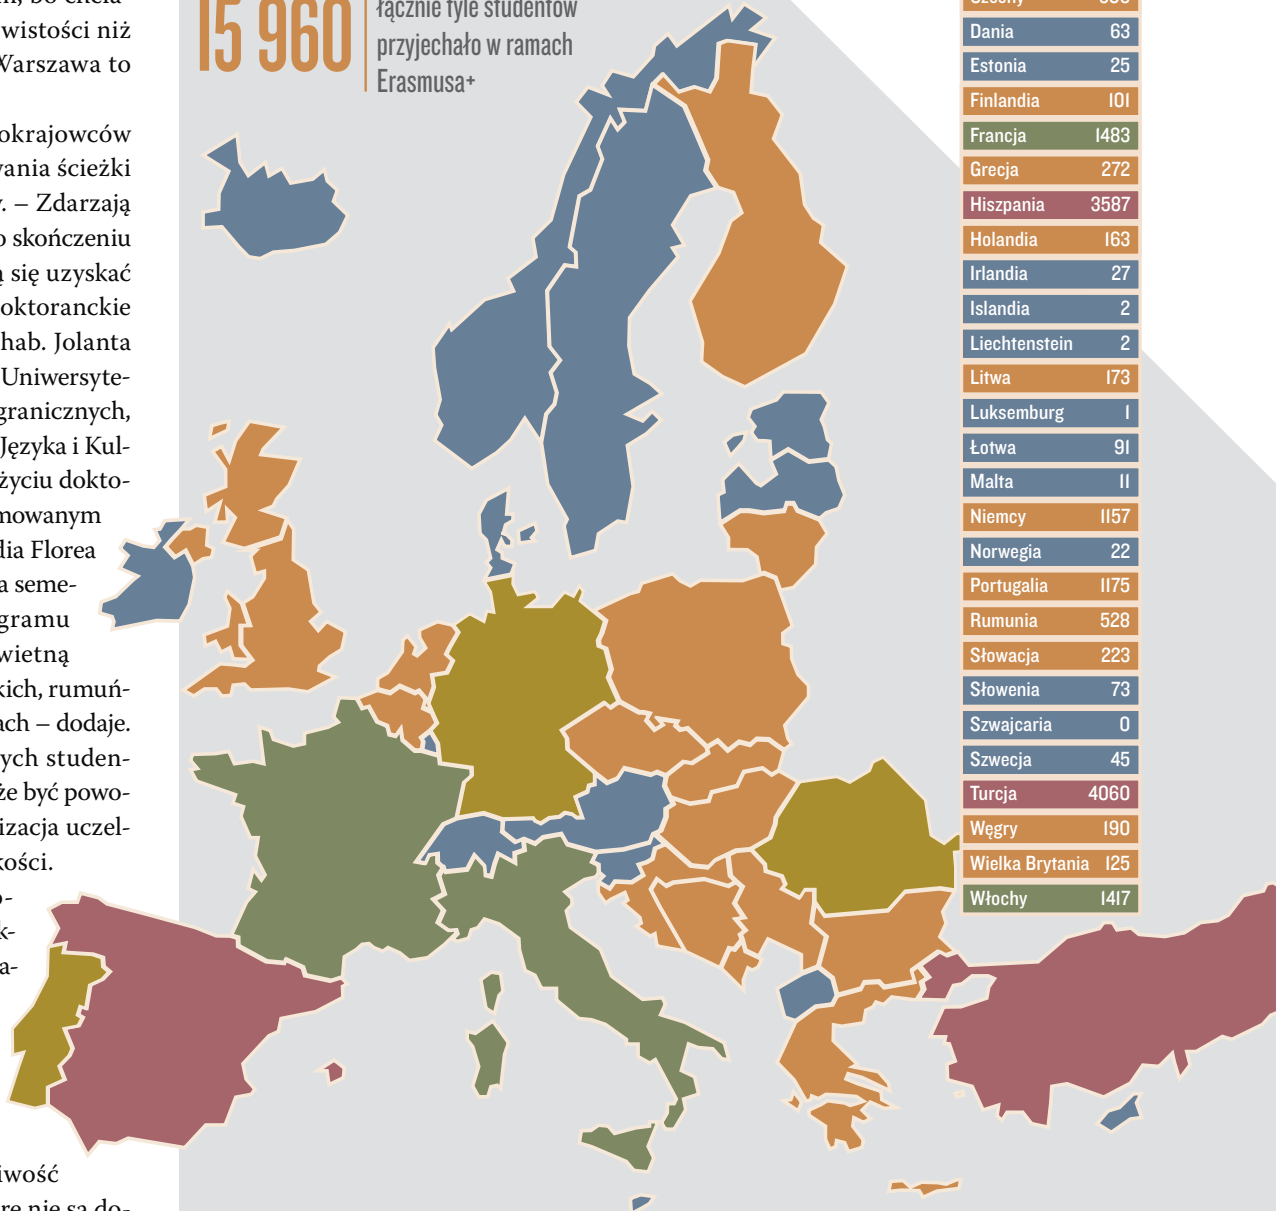 wistości niż
Warszawa to
okrajowców
wania ścieżki
y. – Zdarzają
o skończeniu
ą się uzyskać
oktoranckie
hab. Jolanta
Uniwersyte-
granicznych,
Języka i Kul-
życiu dokto-
mowanym
dia Florea
a seme-
gramu
wietną
kich, rumuń-
ach – dodaje.
ych studen-
że być powo-
izacja uczel-
kości.
o-
k-
a-
iwość
re nie są do-
15 960
łącznie tyle studentów
przyjechało w ramach
Erasmusa+
Czechy
Dania 63
Estonia 25
Finlandia 101
Francja 1483
Grecja 272
Hiszpania 3587
Holandia 163
Irlandia 27
Islandia 2
Liechtenstein 2
Litwa 173
Luksemburg 1
Łotwa 91
Malta 11
Niemcy 1157
Norwegia 22
Portugalia 1175
Rumunia 528
Słowacja 223
Słowenia 73
Szwajcaria 0
Szwecja 45
Turcja 4060
Węgry 190
Wielka Brytania 125
Włochy 1417